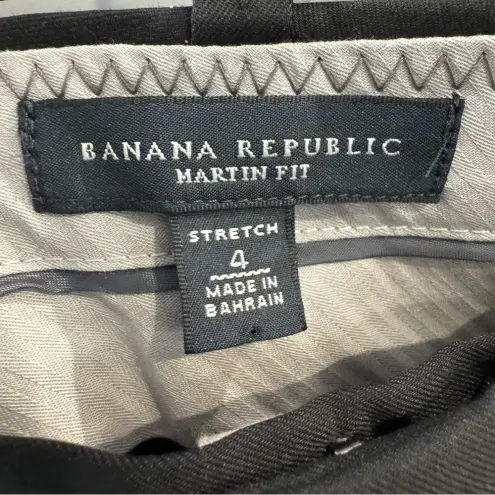 BANANA REPUBLIC
MARTIN FIT
STRETCH
4
MADE IN
BAHRAIN